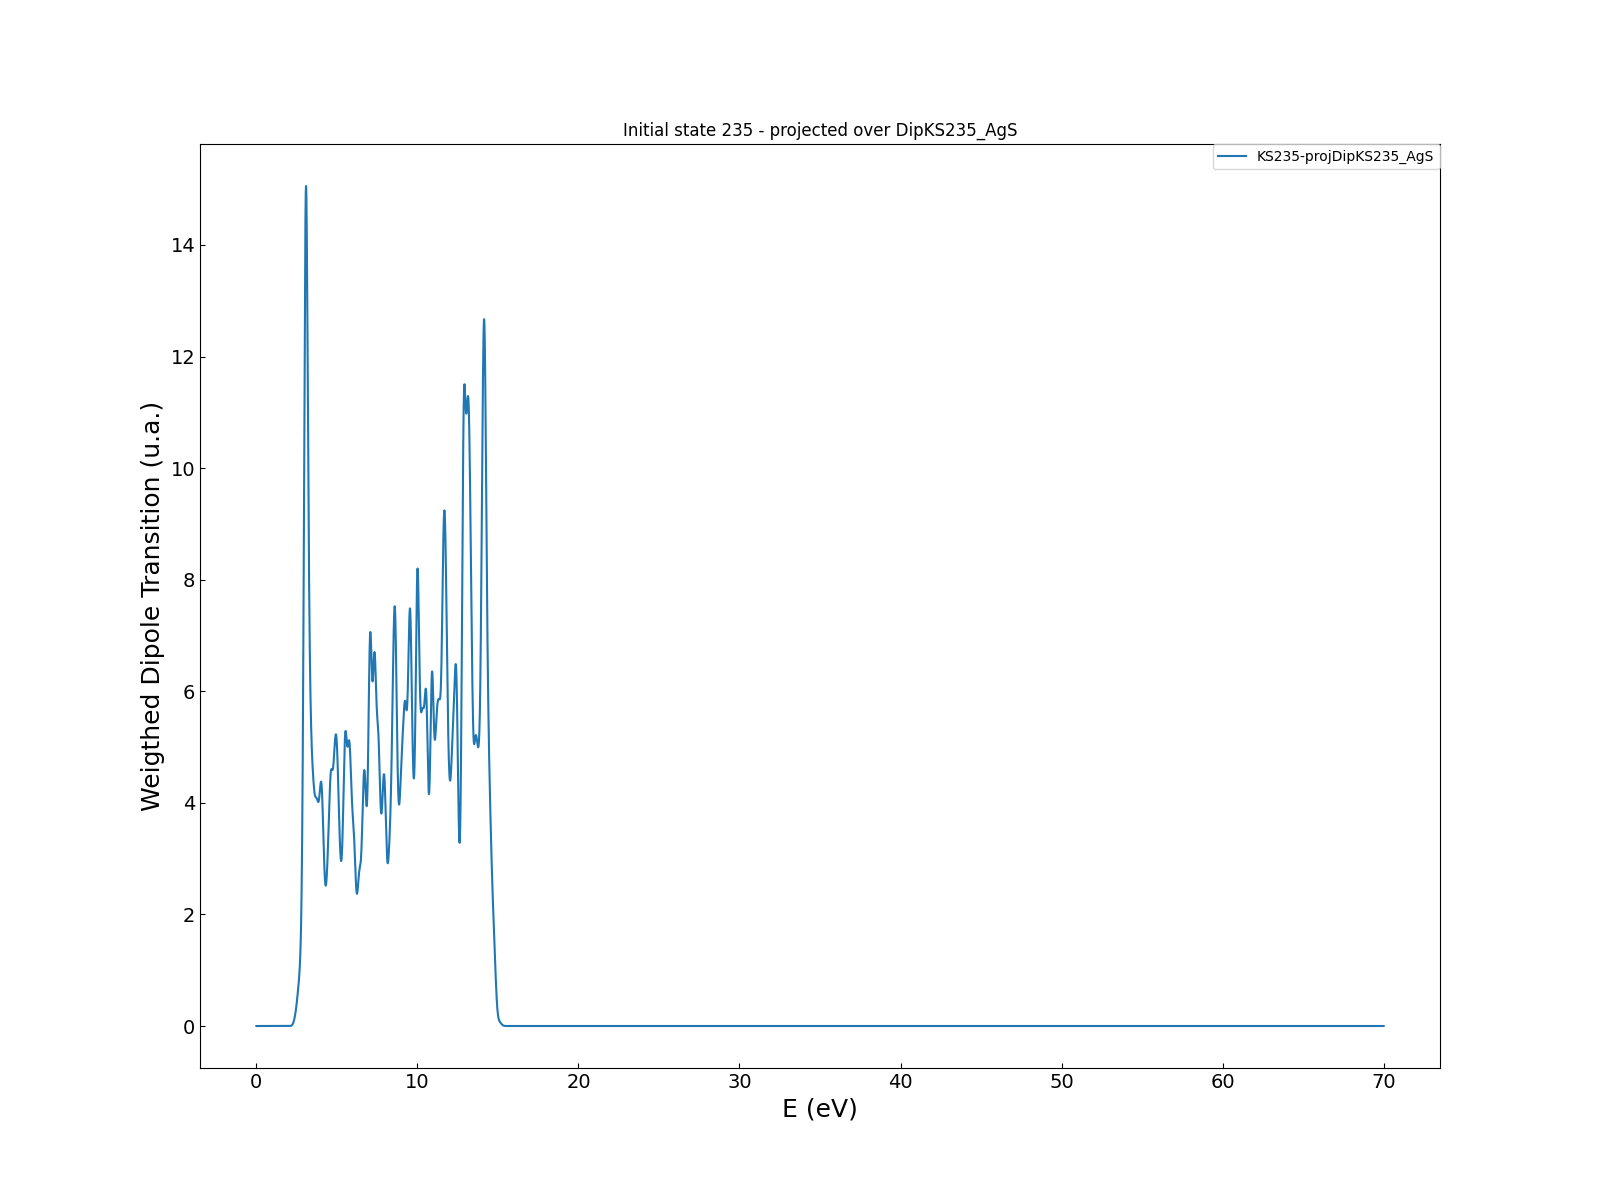 Initial state 235 - projected over DipKS235_AgS
KS235-projDipKS235_AgS
Weigthed Dipole Transition (u.a.)
14
12
10
8
6
4
2
0
0 10 20 30 40 50 60 70
E (eV)